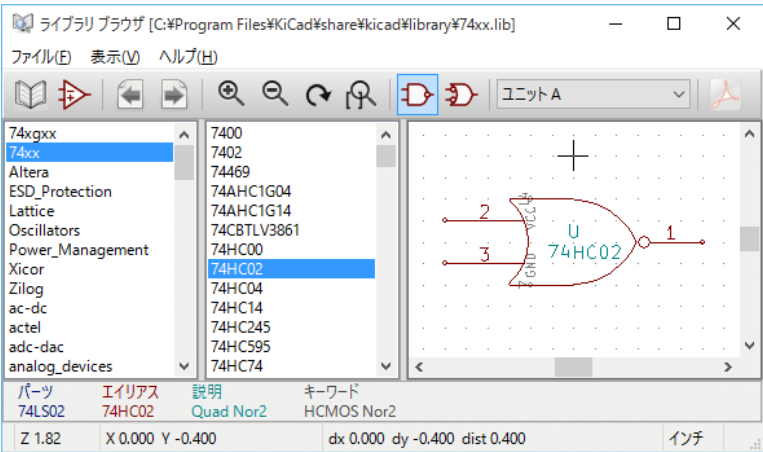 ライブラリ ブラウザ [C:¥Program Files¥KiCad¥share¥kicad¥library¥74xx.lib]
ファイル(F) 表示(V) ヘルプ(H)
ユニット A
74xgxx
74xx
Altera
ESD_Protection
Lattice
Oscillators
Power_Management
Xicor
Zilog
ac-dc
actel
adc-dac
analog_devices
7400
7402
74469
74AHC1G04
74AHC1G14
74CBTLV3861
74HC00
74HC02
74HC04
74HC14
74HC245
74HC595
74HC74
2
3
14
VCC
7
GND
U
74HC02
1
パーツ エイリアス 説明 キーワード
74LS02 74HC02 Quad Nor2 HCMOS Nor2
Z 1.82 X 0.000 Y -0.400 dx 0.000 dy -0.400 dist 0.400 インチ